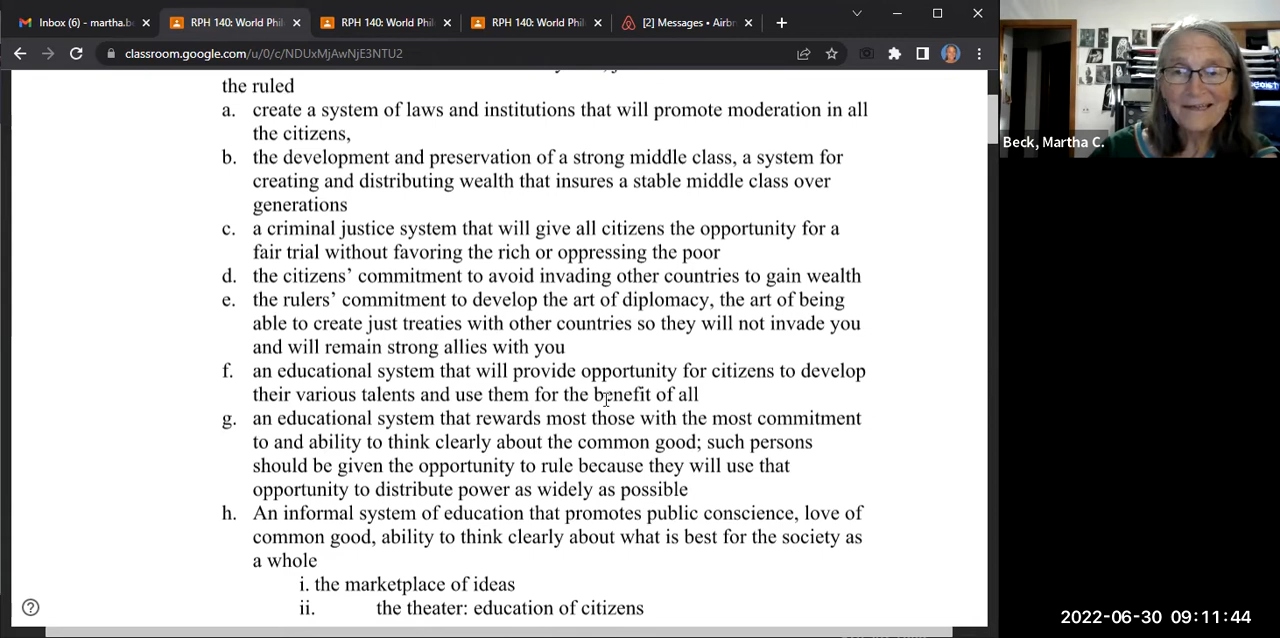 Inbox (6) - martha.b
RPH 140: World Phil
RPH 140: World Phil
RPH 140: World Phil
[2] Messages • Airbn
classroom.google.com/u/0/c/NDUxMjAwNjE3NTU2
the ruled
a. create a system of laws and institutions that will promote moderation in all
the citizens,
b. the development and preservation of a strong middle class, a system for
creating and distributing wealth that insures a stable middle class over
generations
c. a criminal justice system that will give all citizens the opportunity for a
fair trial without favoring the rich or oppressing the poor
d. the citizens’ commitment to avoid invading other countries to gain wealth
e. the rulers’ commitment to develop the art of diplomacy, the art of being
able to create just treaties with other countries so they will not invade you
and will remain strong allies with you
f. an educational system that will provide opportunity for citizens to develop
their various talents and use them for the benefit of all
g. an educational system that rewards most those with the most commitment
to and ability to think clearly about the common good; such persons
should be given the opportunity to rule because they will use that
opportunity to distribute power as widely as possible
h. An informal system of education that promotes public conscience, love of
common good, ability to think clearly about what is best for the society as
a whole
i. the marketplace of ideas
ii. the theater: education of citizens
Beck, Martha C.
2022-06-30 09:11:44